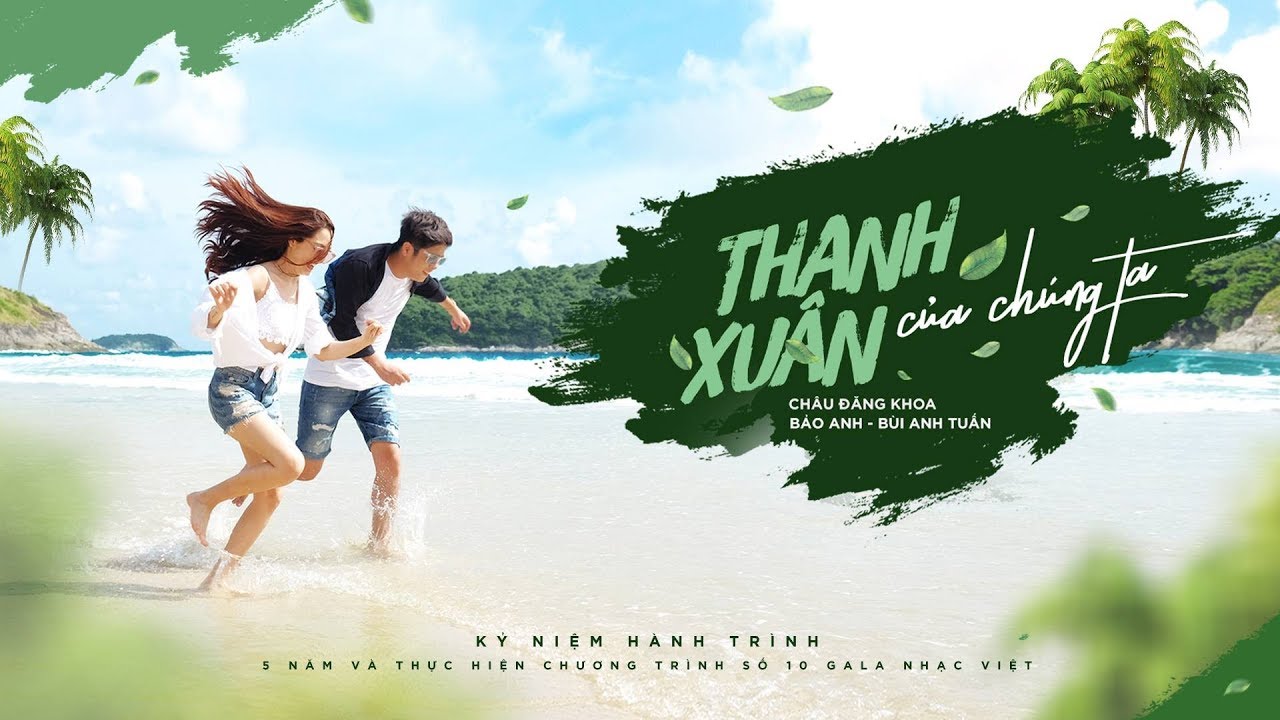 THANH
XUÂN của chúng ta
CHÂU ĐĂNG KHOA
BẢO ANH - BÙI ANH TUẤN
KỶ NIỆM HÀNH TRÌNH
5 NĂM VÀ THỰC HIỆN CHƯƠNG TRÌNH SỐ 10 GALA NHẠC VIỆT